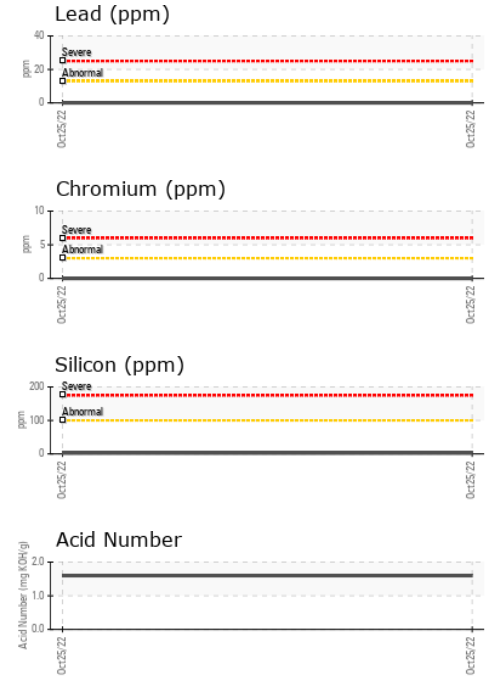 Lead (ppm)
40
Severe
ppm
20
Abnormal
0
Oct25/22
Oct25/22
Chromium (ppm)
10
Severe
ppm
5
Abnormal
0
Oct25/22
Oct25/22
Silicon (ppm)
200
Severe
ppm
100
Abnormal
0
Oct25/22
Oct25/22
Acid Number
Acid Number (mg KOH/g)
2.0
1.0
0.0
Oct25/22
Oct25/22